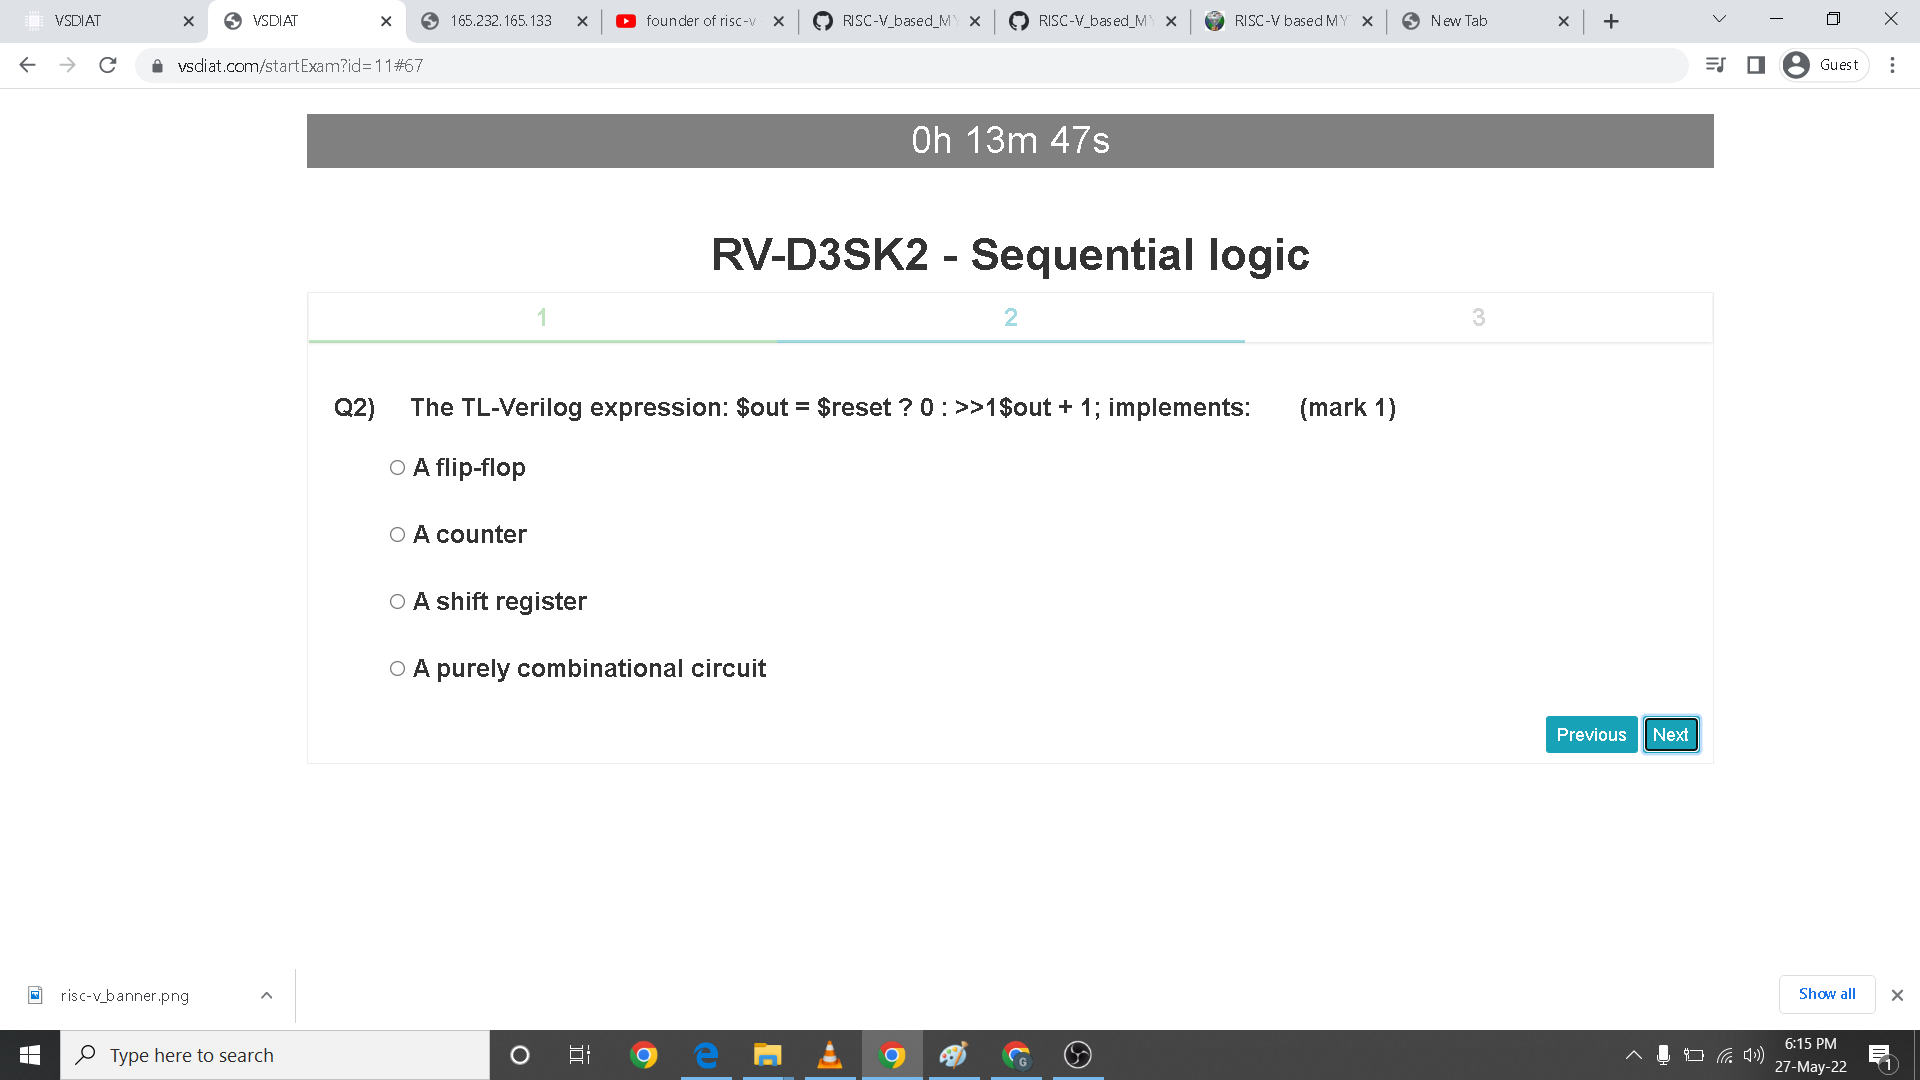 VSDIAT
VSDIAT
165.232.165.133
founder of risc-v
RISC-V_based_MY
RISC-V_based_MY
RISC-V based MY
New Tab
vsdiat.com/startExam?id=11#67
Guest
0h 13m 47s
RV-D3SK2 - Sequential logic
1 2 3
Q2) The TL-Verilog expression: $out = $reset ? 0 : >>1$out + 1; implements: (mark 1)
A flip-flop
A counter
A shift register
A purely combinational circuit
Previous Next
risc-v_banner.png
Show all
Type here to search
6:15 PM
27-May-22
1